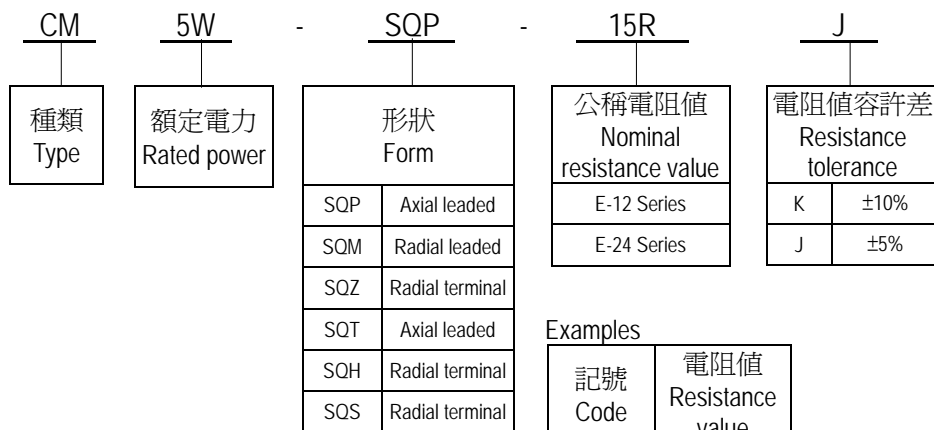 CM 5W - SQP - 15R J
種類
Type
額定電力
Rated power
形狀
Form
SQP Axial leaded
SQM Radial leaded
SQZ Radial terminal
SQT Axial leaded
SQH Radial terminal
SQS Radial terminal
公稱電阻值
Nominal
resistance value
E-12 Series
E-24 Series
電阻值容許差
Resistance
tolerance
K ±10%
J ±5%
Examples
記號
Code
電阻值
Resistance
value